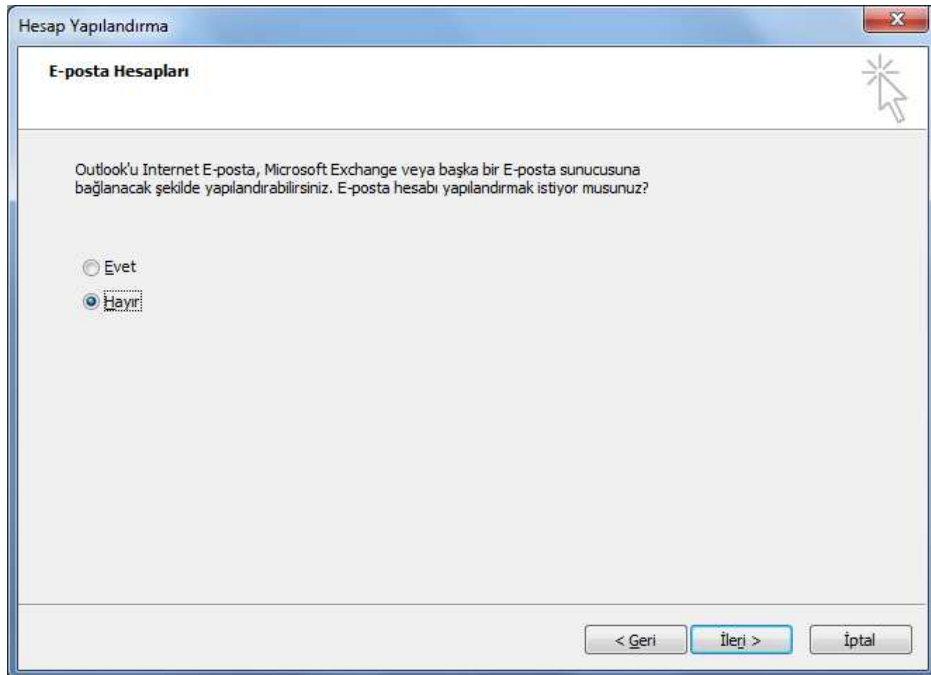 Hesap Yapılandırma
E-posta Hesapları
Outlook'u Internet E-posta, Microsoft Exchange veya başka bir E-posta sunucusuna
bağlanacak şekilde yapılandırabilirsiniz. E-posta hesabı yapılandırmak istiyor musunuz?
Evet
Hayır
< Geri
İleri >
İptal